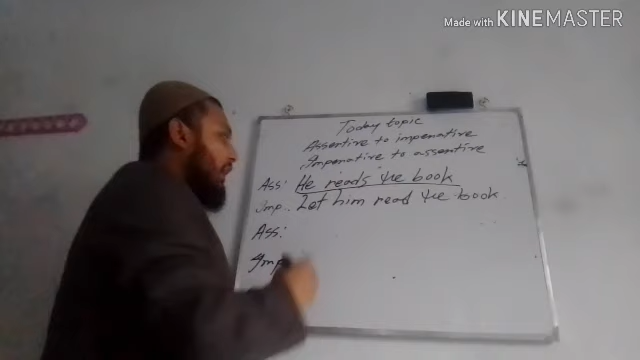 Made with KINEMASTER
Today topic
Assertive to imperative
Imperative to assertive
Ass: He reads the book
Imp. Let him read the book
Ass:
Imp